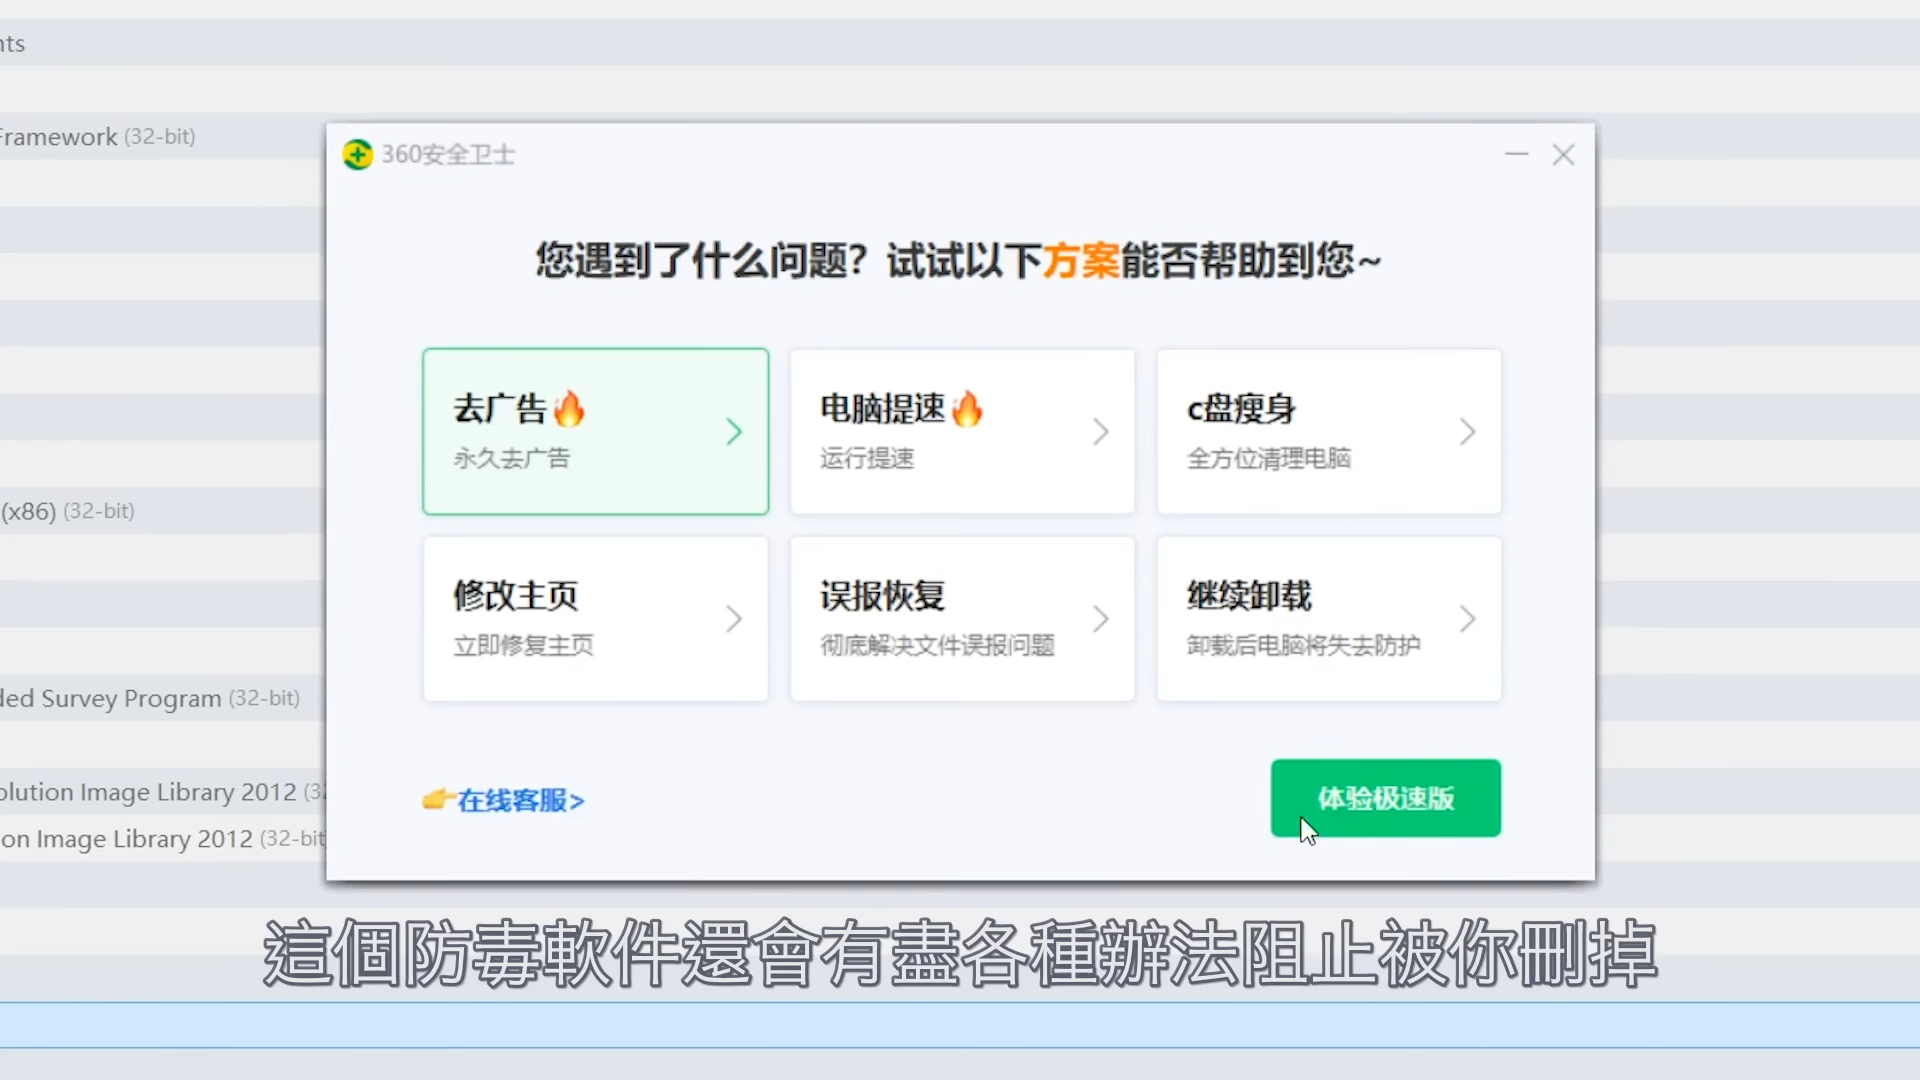 nts
Framework (32-bit)
360安全卫士
您遇到了什么问题？试试以下方案能否帮助到您~
去广告🔥
永久去广告
电脑提速🔥
运行提速
c盘瘦身
全方位清理电脑
(x86) (32-bit)
修改主页
立即修复主页
误报恢复
彻底解决文件误报问题
继续卸载
卸载后电脑将失去防护
ded Survey Program (32-bit)
olution Image Library 2012 (32
on Image Library 2012 (32-bit
👉在线客服>
体验极速版
這個防毒軟件還會有盡各種辦法阻止被你刪掉